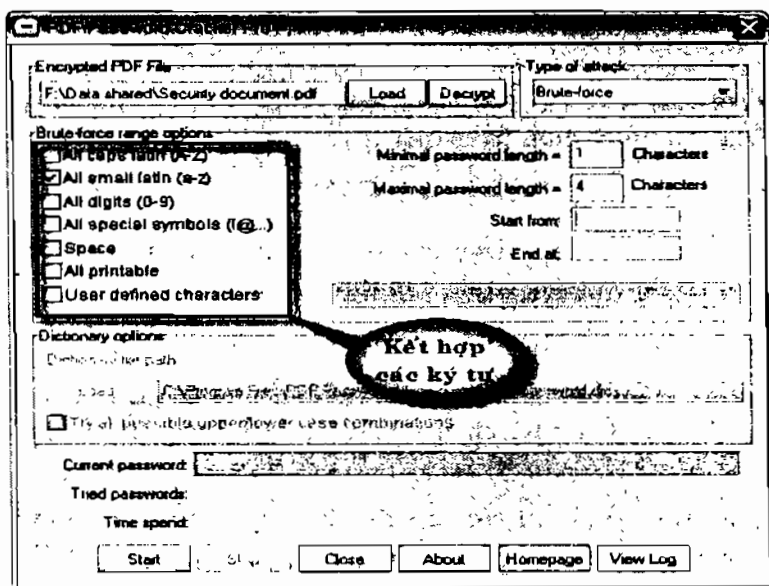 PDF Password Cracker
Encrypted PDF File
Type of attack
F:\Data shared\Security document.pdf Load Decrypt Brute-force
Brute-force range options
All caps latin (A-Z) Minimal password length = 1 Characters
All small latin (a-z) Maximal password length = 4 Characters
All digits (0-9) Start from:
All special symbols (!@...)
Space End at:
All printable
User defined characters:
Dictionary options
Kết hợp
các ký tự
path
Try all possible upper/lower case combinations
Current password:
Tried passwords:
Time spend:
Start Close About Homepage View Log